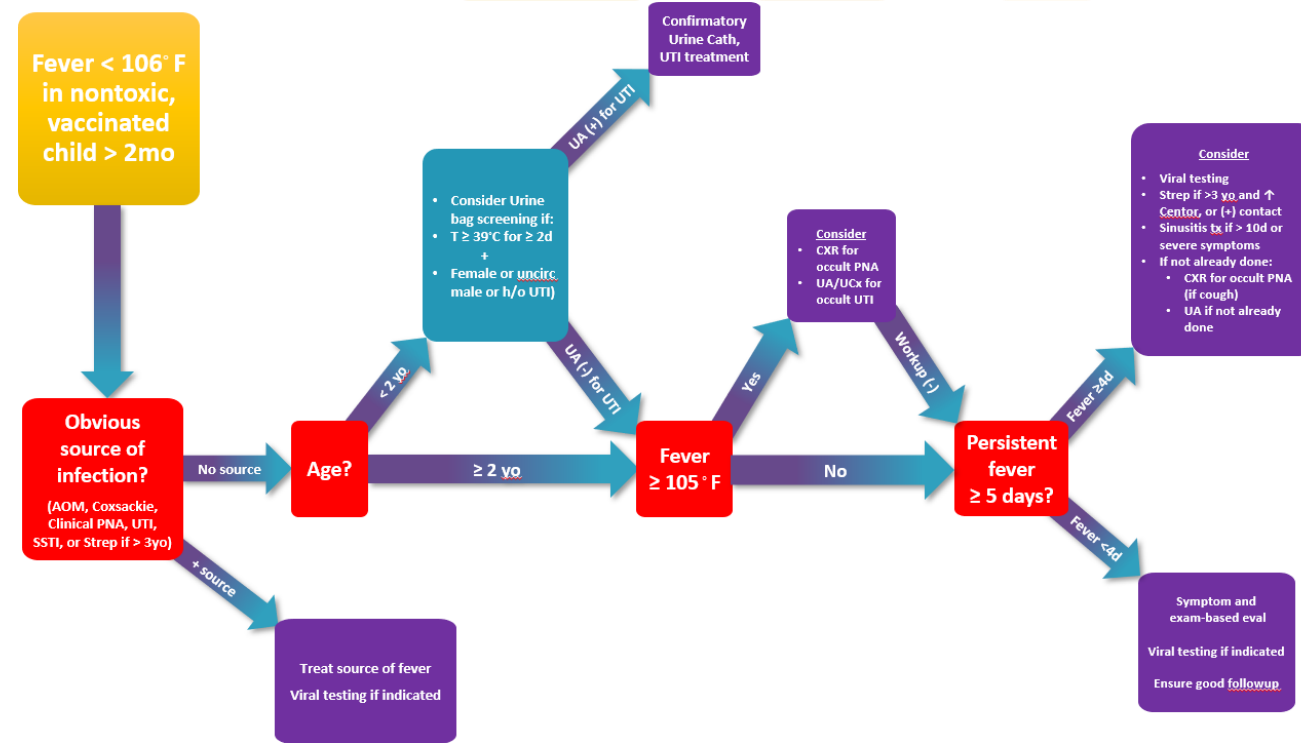 Fever < 106° F
in nontoxic,
vaccinated
child > 2mo
Obvious
source of
infection?
(AOM, Coxsackie,
Clinical PNA, UTI,
SSTI, or Strep if > 3yo)
No source
+ source
Treat source of fever
Viral testing if indicated
Age?
< 2 yo
≥ 2 yo
• Consider Urine
bag screening if:
• T ≥ 39°C for ≥ 2d
+
• Female or uncirc
male or h/o UTI)
UA (+) for UTI
Confirmatory
Urine Cath,
UTI treatment
UA (-) for UTI
Fever
≥ 105° F
Yes
No
Consider
• CXR for
occult PNA
• UA/UCx for
occult UTI
Workup (-)
Persistent
fever
≥ 5 days?
Fever ≥4d
Fever <4d
Consider
• Viral testing
• Strep if >3 yo and ↑
Centor, or (+) contact
• Sinusitis tx if > 10d or
severe symptoms
• If not already done:
• CXR for occult PNA
(if cough)
• UA if not already
done
Symptom and
exam-based eval
Viral testing if indicated
Ensure good followup